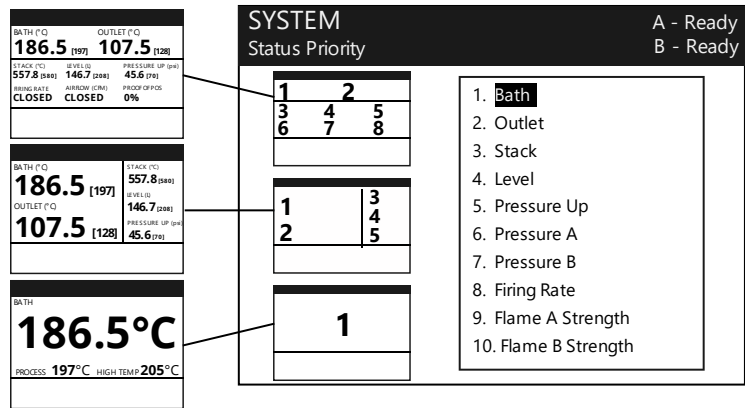 BATH (°C) OUTLET (°C)
186.5 [197] 107.5 [128]
STACK (°C) LEVEL (L) PRESSURE UP (psi)
557.8 [580] 146.7 [208] 45.6 [70]
FIRING RATE AIRROW (CFM) PROOF OF POS
CLOSED CLOSED 0%
BATH (°C)
186.5 [197]
OUTLET (°C)
107.5 [128]
STACK (°C)
557.8 [580]
LEVEL (L)
146.7 [208]
PRESSURE UP (psi)
45.6 [70]
BATH
186.5°C
PROCESS 197°C HIGH TEMP 205°C
SYSTEM
Status Priority
A - Ready
B - Ready
1 2
3 4 5
6 7 8
1
2
3
4
5
1
1. Bath
2. Outlet
3. Stack
4. Level
5. Pressure Up
6. Pressure A
7. Pressure B
8. Firing Rate
9. Flame A Strength
10. Flame B Strength